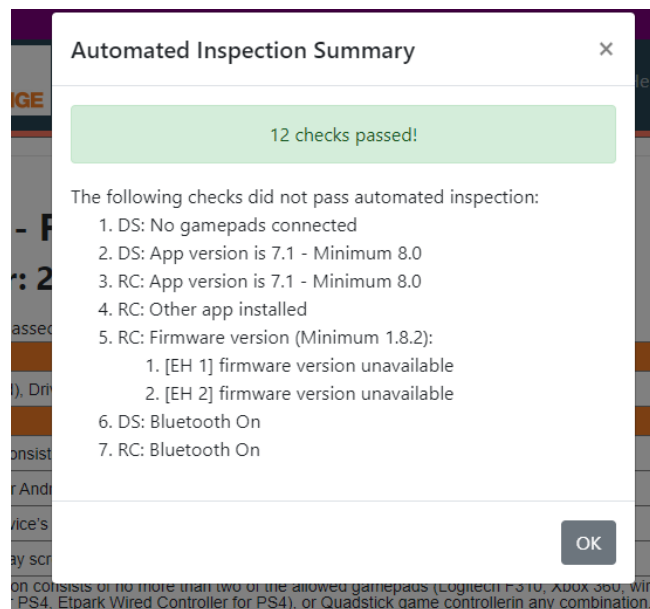 Automated Inspection Summary
×
12 checks passed!
The following checks did not pass automated inspection:
1. DS: No gamepads connected
2. DS: App version is 7.1 - Minimum 8.0
3. RC: App version is 7.1 - Minimum 8.0
4. RC: Other app installed
5. RC: Firmware version (Minimum 1.8.2):
1. [EH 1] firmware version unavailable
2. [EH 2] firmware version unavailable
6. DS: Bluetooth On
7. RC: Bluetooth On
OK
on consists of no more than two of the allowed gamepads (Logitech F310, Xbox 360,
PS4, Etpark Wired Controller for PS4), or Quadstick game controllerin any combination